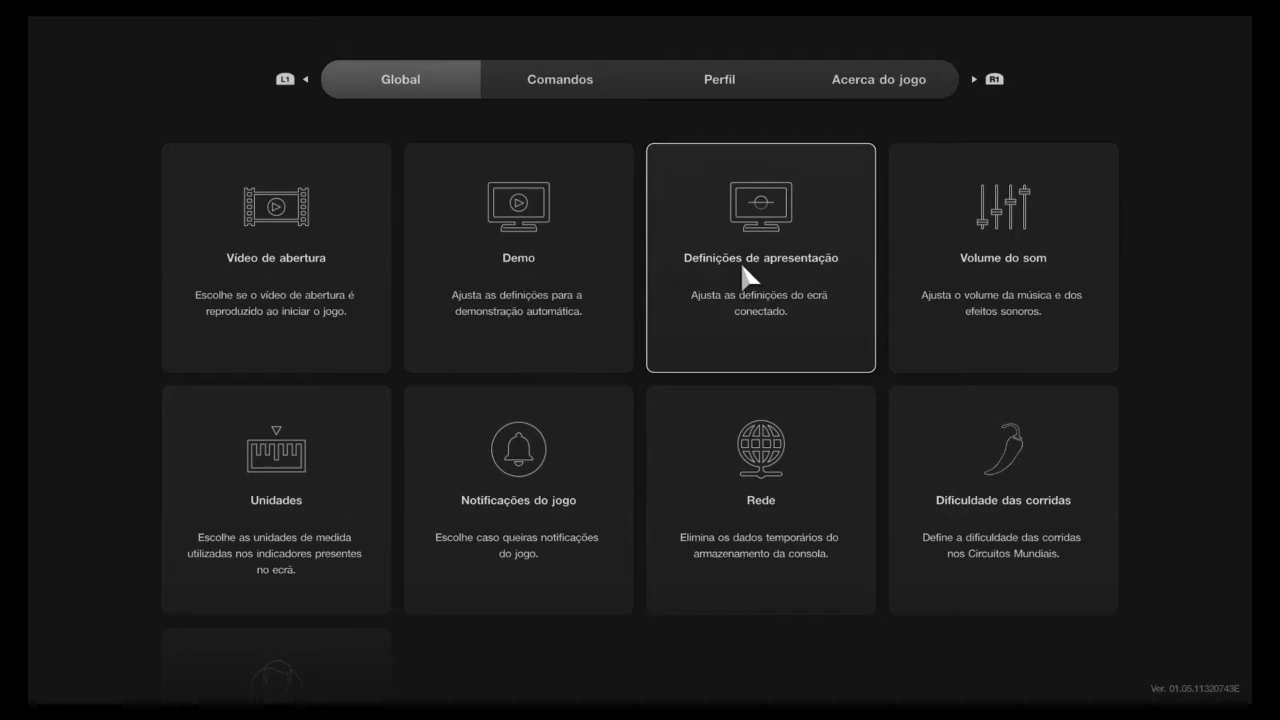 L1
Global
Comandos
Perfil
Acerca do jogo
R1
Vídeo de abertura
Escolhe se o vídeo de abertura é
reproduzido ao iniciar o jogo.
Demo
Ajusta as definições para a
demonstração automática.
Definições de apresentação
Ajusta as definições do ecrã
conectado.
Volume do som
Ajusta o volume da música e dos
efeitos sonoros.
Unidades
Escolhe as unidades de medida
utilizadas nos indicadores presentes
no ecrã.
Notificações do jogo
Escolhe caso queiras notificações
do jogo.
Rede
Elimina os dados temporários do
armazenamento da consola.
Dificuldade das corridas
Define a dificuldade das corridas
nos Circuitos Mundiais.
Ver. 01.05.11320743E